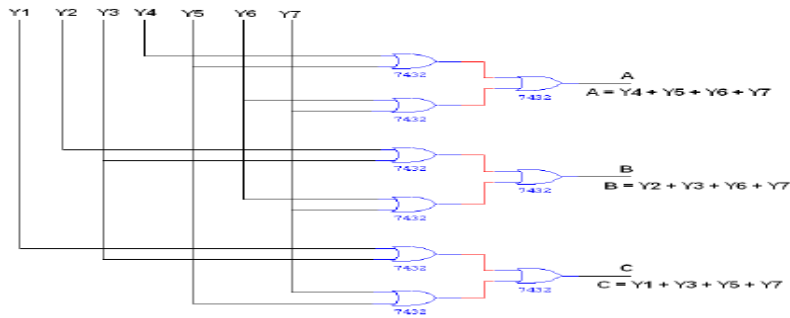 Y1 Y2 Y3 Y4 Y5 Y6 Y7
7432
7432
7432
A
A = Y4 + Y5 + Y6 + Y7
7432
7432
7432
B
B = Y2 + Y3 + Y6 + Y7
7432
7432
7432
C
C = Y1 + Y3 + Y5 + Y7